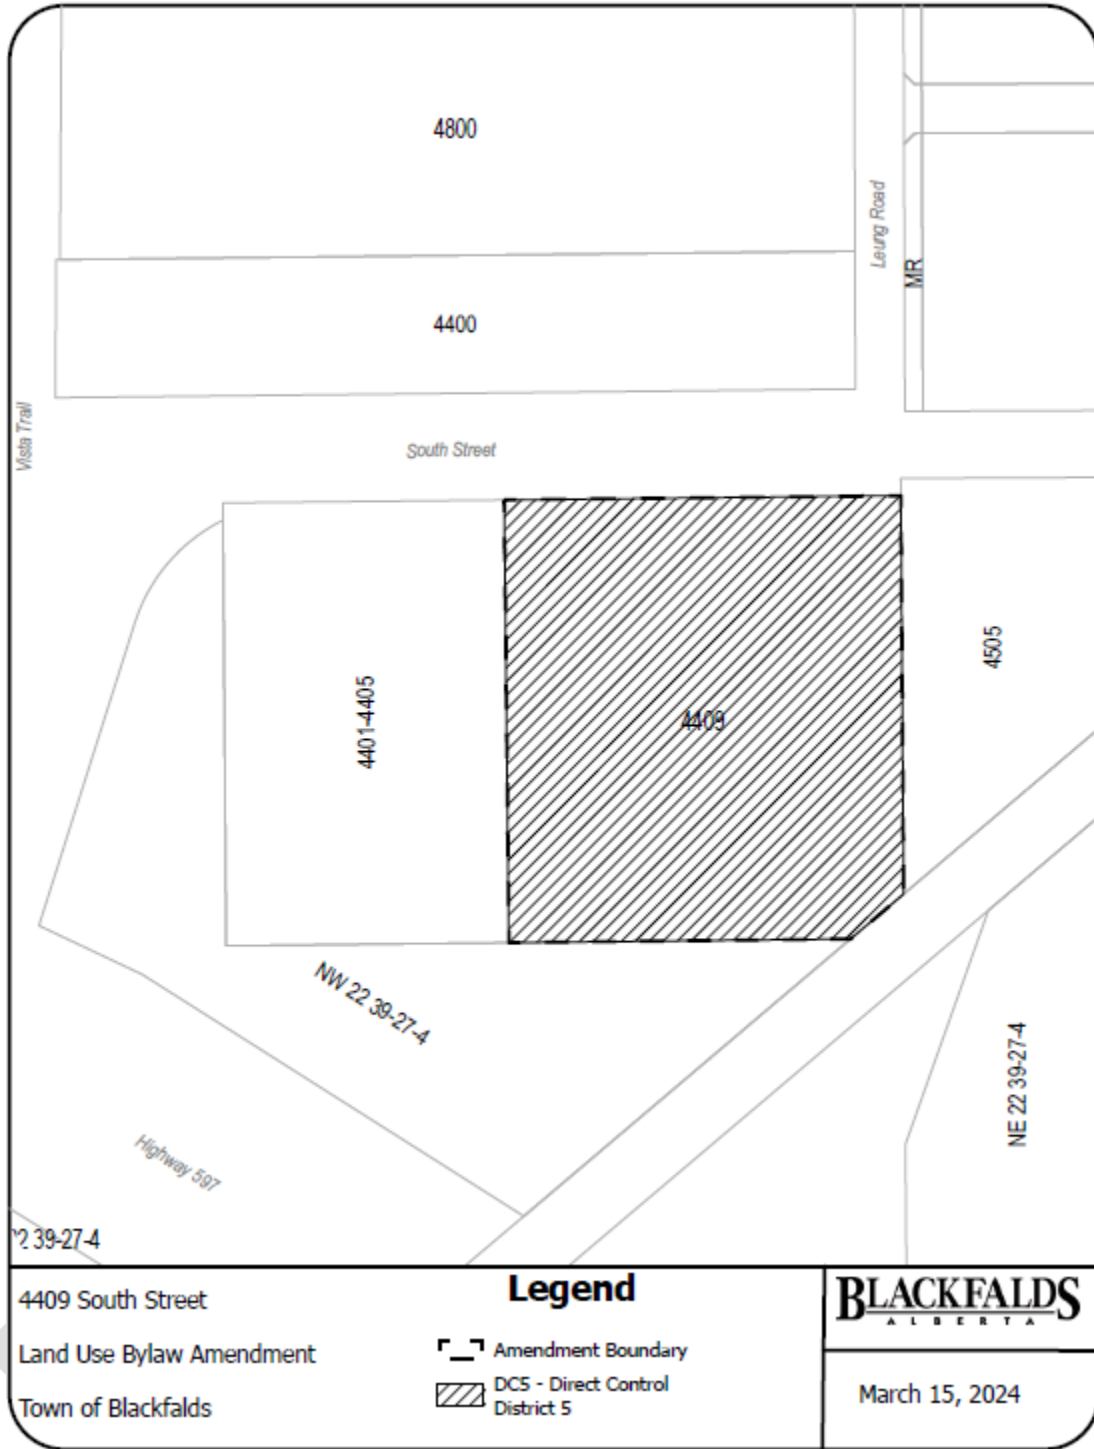 4800
Leung Road
MR
4400
Vista Trail
South Street
4505
4401-4405
4409
NW 22 39-27-4
NE 22 39-27-4
Highway 597
39-27-4
4409 South Street
Land Use Bylaw Amendment
Town of Blackfalds
Legend
Amendment Boundary
DC5 - Direct Control
District 5
BLACKFALDS
ALBERTA
March 15, 2024